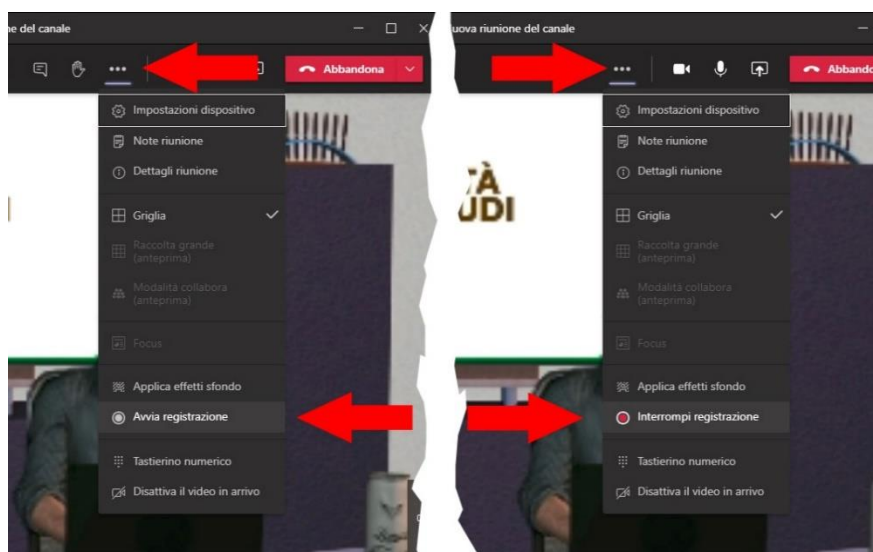 ne del canale
Abbandona
Impostazioni dispositivo
Note riunione
Dettagli riunione
Griglia
Raccolta grande
(anteprima)
Modalità collabora
(anteprima)
Focus
Applica effetti sfondo
Avvia registrazione
Tastierino numerico
Disattiva il video in arrivo
uova riunione del canale
Abbando
TÀ
UDI
Impostazioni dispositivo
Note riunione
Dettagli riunione
Griglia
Raccolta grande
(anteprima)
Modalità collabora
(anteprima)
Focus
Applica effetti sfondo
Interrompi registrazione
Tastierino numerico
Disattiva il video in arrivo